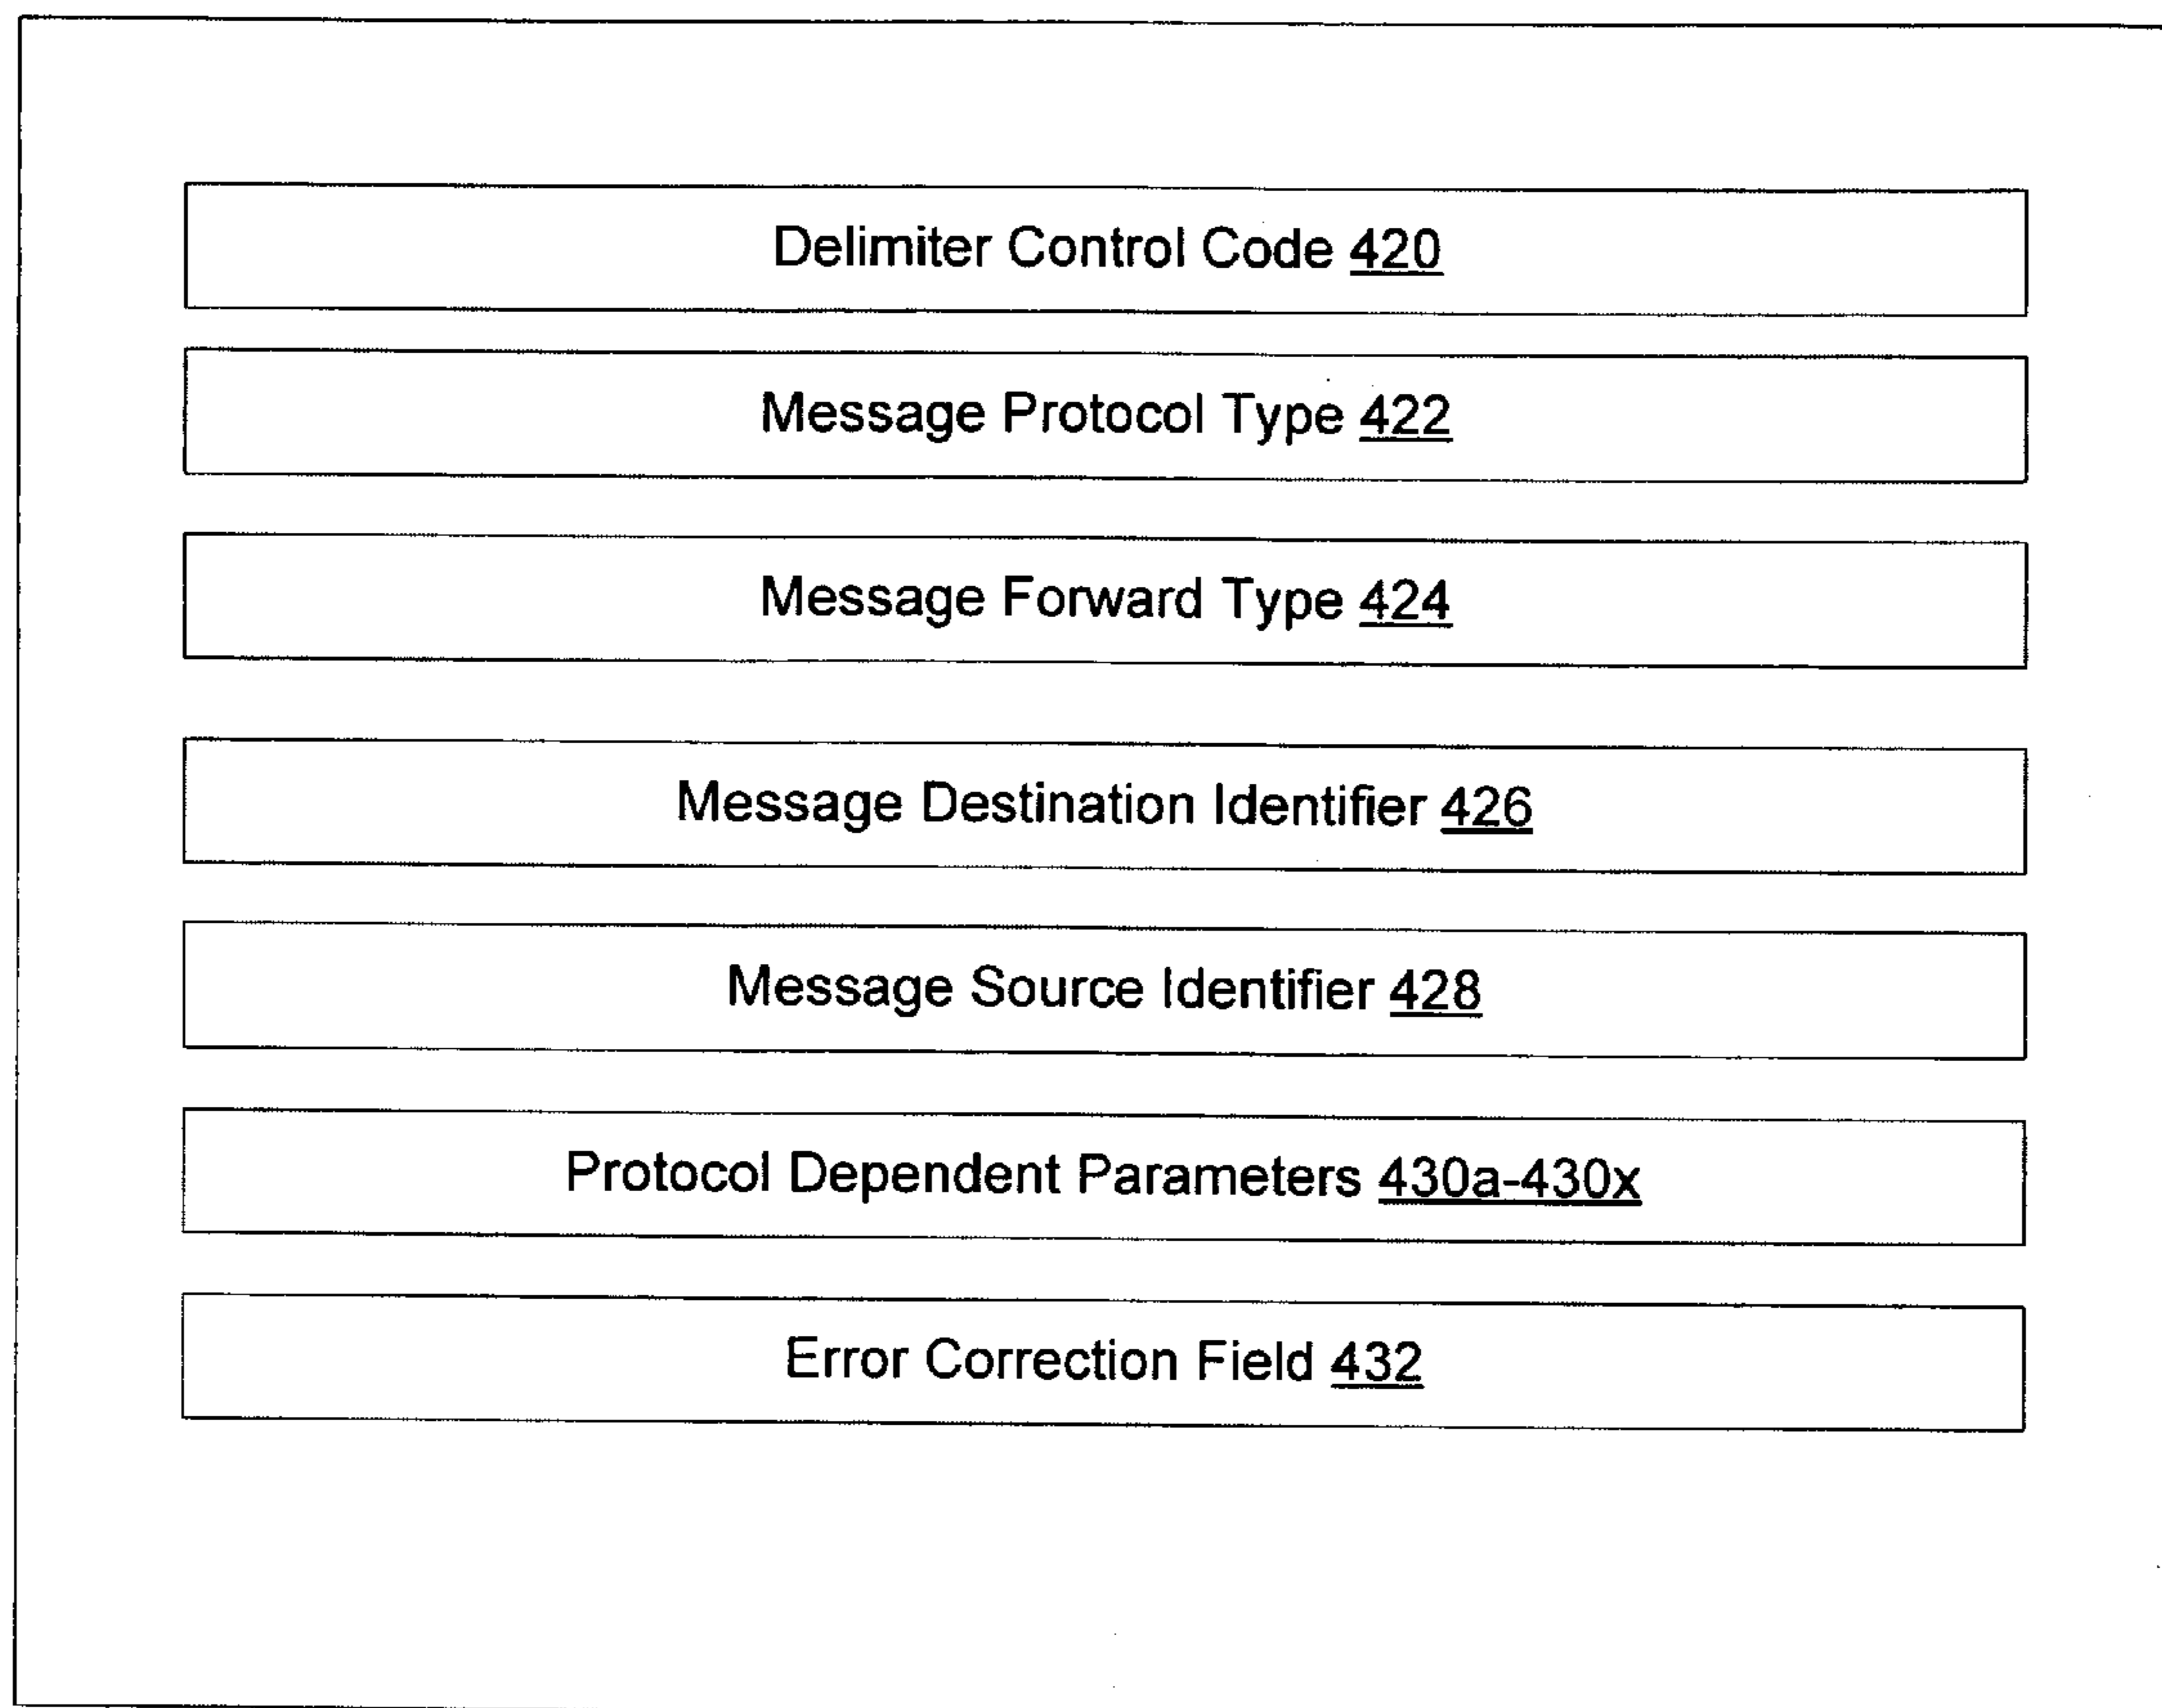 Delimiter Control Code 420
Message Protocol Type 422
Message Forward Type 424
Message Destination Identifier 426
Message Source Identifier 428
Protocol Dependent Parameters 430a-430x
Error Correction Field 432